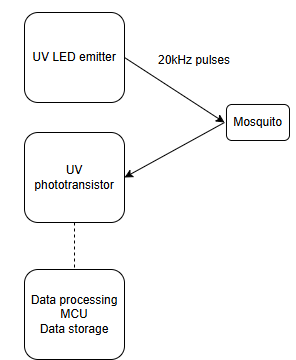 UV LED emitter
20kHz pulses
Mosquito
UV
phototransistor
Data processing
MCU
Data storage